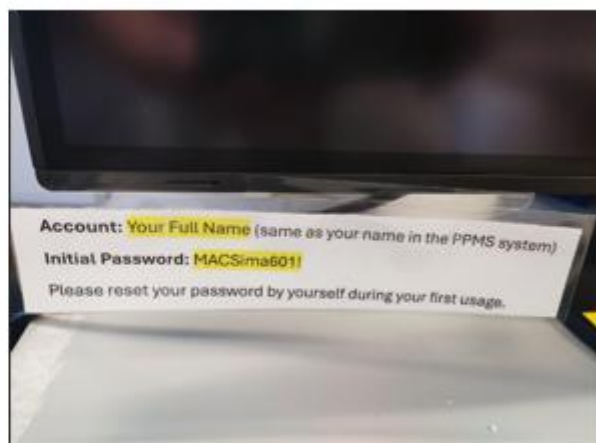 Account: Your Full Name (same as your name in the PPMS system)
Initial Password: MACSima601!
Please reset your password by yourself during your first usage.